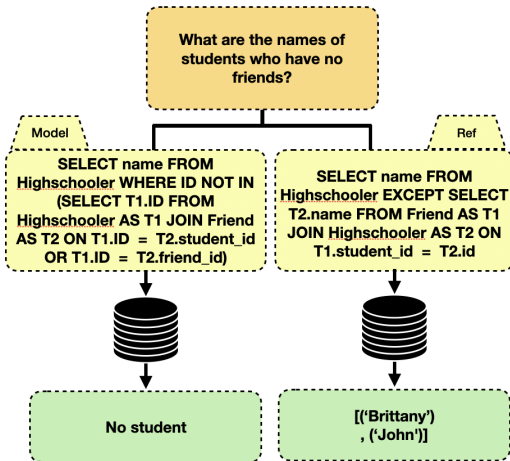 What are the names of
students who have no
friends?
Model
Ref
SELECT name FROM
Highschooler WHERE ID NOT IN
(SELECT T1.ID FROM
Highschooler AS T1 JOIN Friend
AS T2 ON T1.ID = T2.student_id
OR T1.ID = T2.friend_id)
SELECT name FROM
Highschooler EXCEPT SELECT
T2.name FROM Friend AS T1
JOIN Highschooler AS T2 ON
T1.student_id = T2.id
No student
[(‘Brittany’)
, (‘John')]